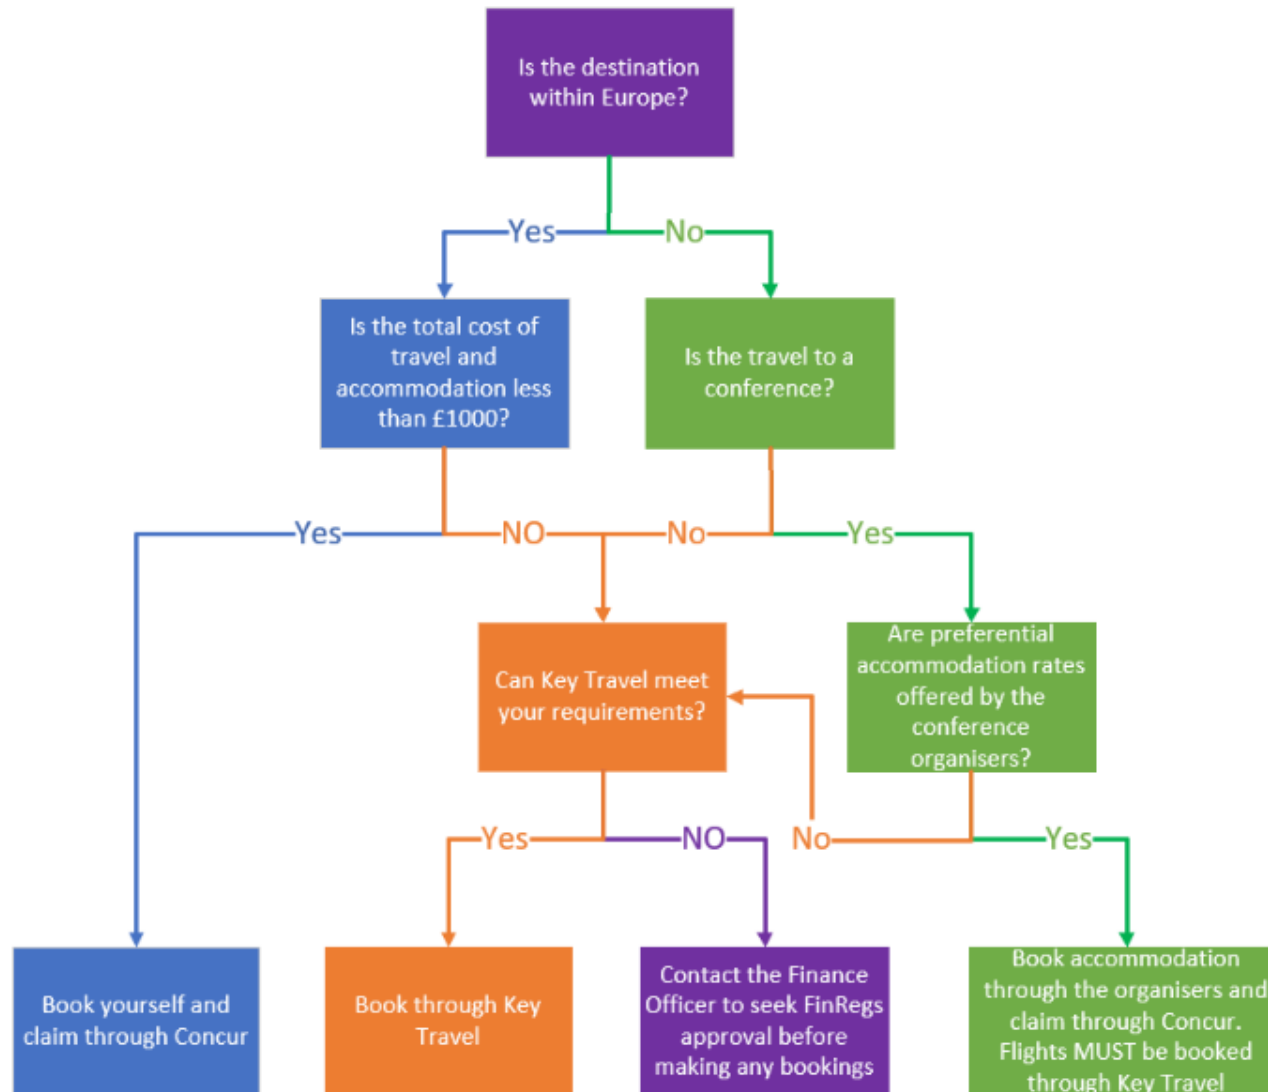 Is the destination
within Europe?
Yes
No
Is the total cost of
travel and
accommodation less
than £1000?
Is the travel to a
conference?
Yes
NO
No
Yes
Can Key Travel meet
your requirements?
Are preferential
accommodation rates
offered by the
conference
organisers?
Yes
NO
No
Yes
Book yourself and
claim through Concur
Book through Key
Travel
Contact the Finance
Officer to seek FinRegs
approval before
making any bookings
Book accommodation
through the organisers and
claim through Concur.
Flights MUST be booked
through Key Travel